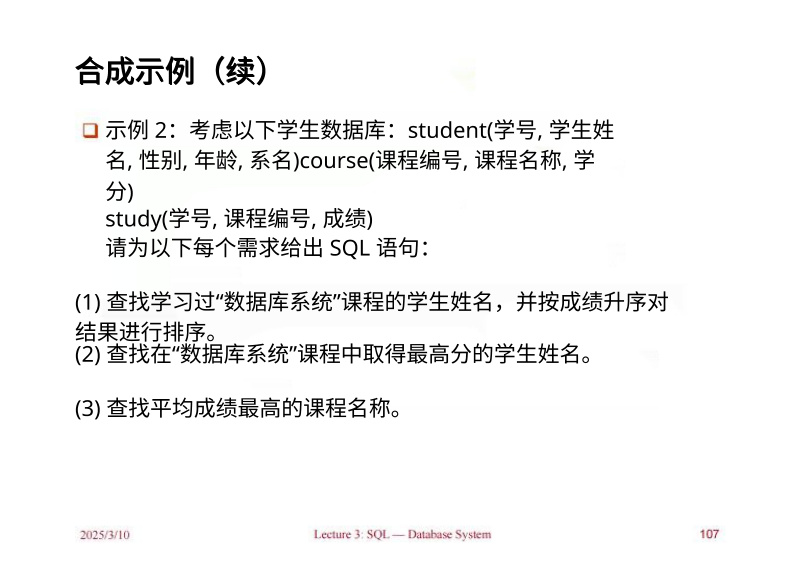 合成示例（续）
示例 2：考虑以下学生数据库：student(学号, 学生姓
名, 性别, 年龄, 系名)course(课程编号, 课程名称, 学
分)
study(学号, 课程编号, 成绩)
请为以下每个需求给出 SQL 语句：
(1) 查找学习过“数据库系统”课程的学生姓名，并按成绩升序对
结果进行排序。
(2) 查找在“数据库系统”课程中取得最高分的学生姓名。
(3) 查找平均成绩最高的课程名称。
2025/3/10
Lecture 3: SQL — Database System
107